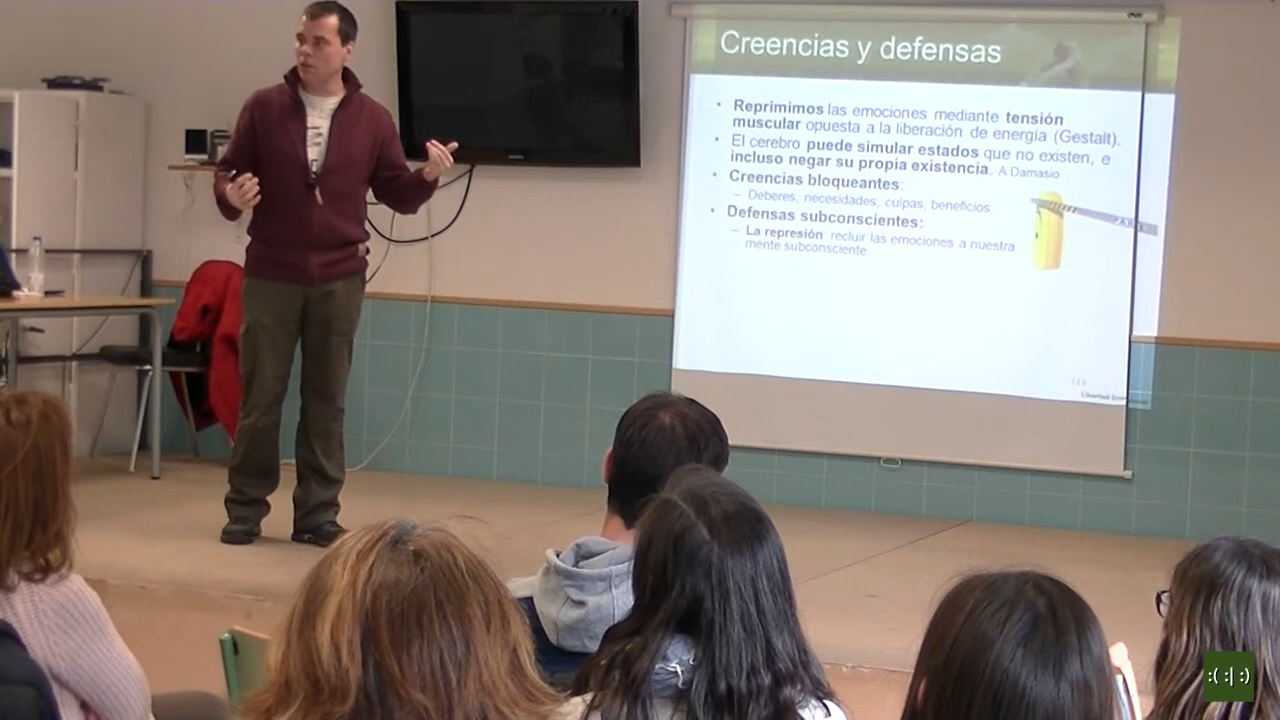 Creencias y defensas
• Reprimimos las emociones mediante tensión
muscular opuesta a la liberación de energía (Gestalt).
• El cerebro puede simular estados que no existen, e
incluso negar su propia existencia. A Damasio
• Creencias bloqueantes:
– Deberes, necesidades, culpas, beneficios.
• Defensas subconscientes:
– La represión: recluir las emociones a nuestra
mente subconsciente.
Libertad
:( :| :)